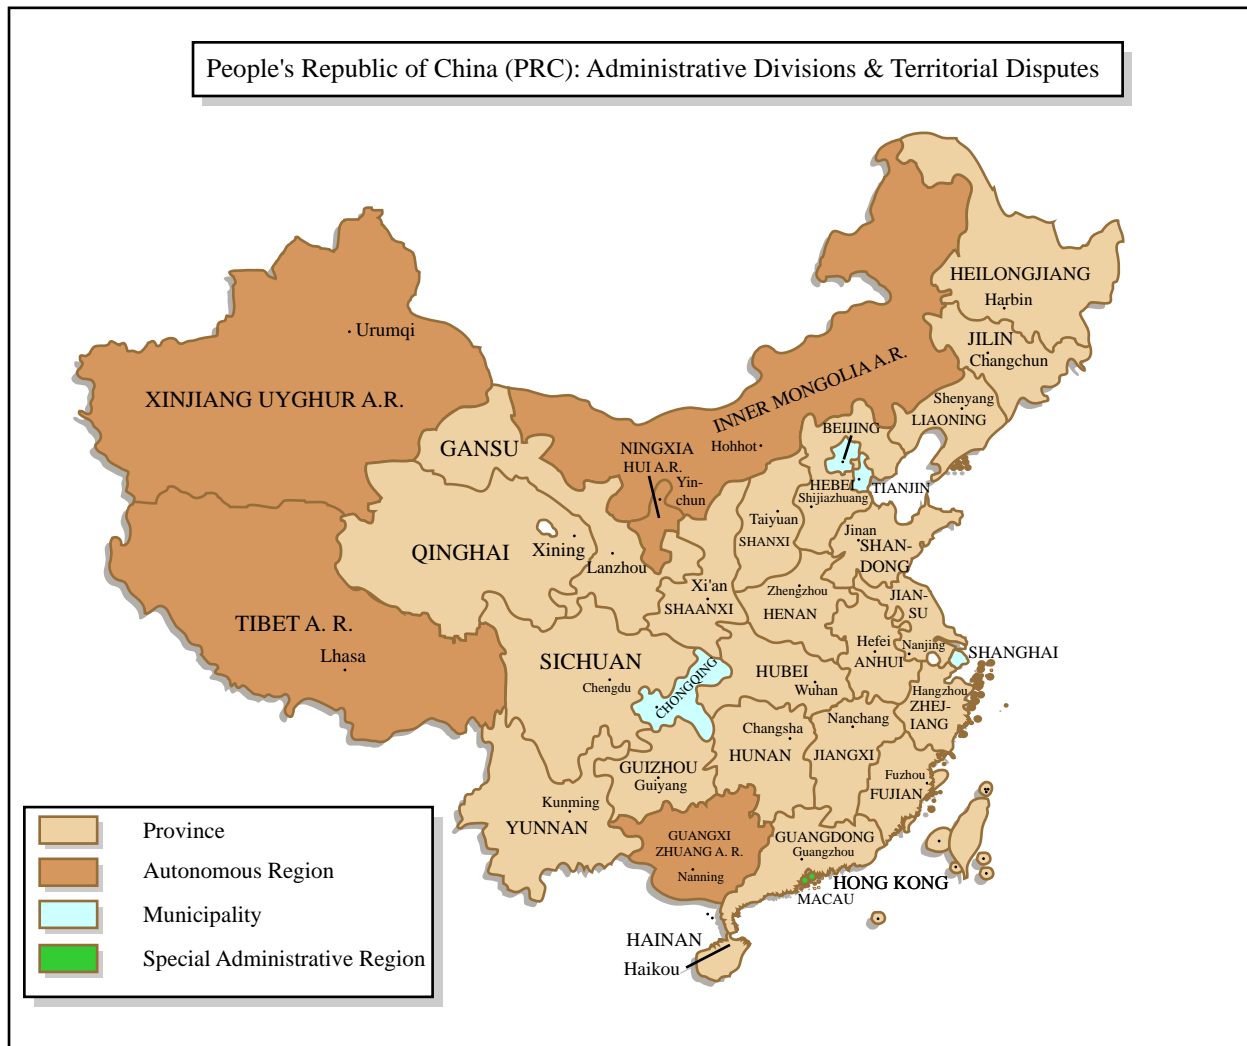 People's Republic of China (PRC): Administrative Divisions & Territorial Disputes
HEILONGJIANG
Harbin
JILIN
Changchun
Urumqi
XINJIANG UYGHUR A.R.
INNER MONGOLIA A.R.
Hohhot
Shenyang
LIAONING
BEIJING
GANSU
NINGXIA
HUI A.R.
Yin-
chun
HEBEI
Shijiazhuang
TIANJIN
Taiyuan
SHANXI
Jinan
SHAN-
DONG
QINGHAI
Xining
Lanzhou
Xi'an
SHAANXI
Zhengzhou
HENAN
JIAN-
SU
TIBET A. R.
Lhasa
SICHUAN
Chengdu
CHONGQING
HUBEI
Wuhan
Hefei
ANHUI
Nanjing
SHANGHAI
Hangzhou
ZHEJ-
IANG
Changsha
HUNAN
Nanchang
JIANGXI
GUIZHOU
Guiyang
Fuzhou
FUJIAN
Kunming
YUNNAN
GUANGXI
ZHUANG A. R.
Nanning
GUANGDONG
Guangzhou
HONG KONG
MACAU
HAINAN
Haikou
Province
Autonomous Region
Municipality
Special Administrative Region